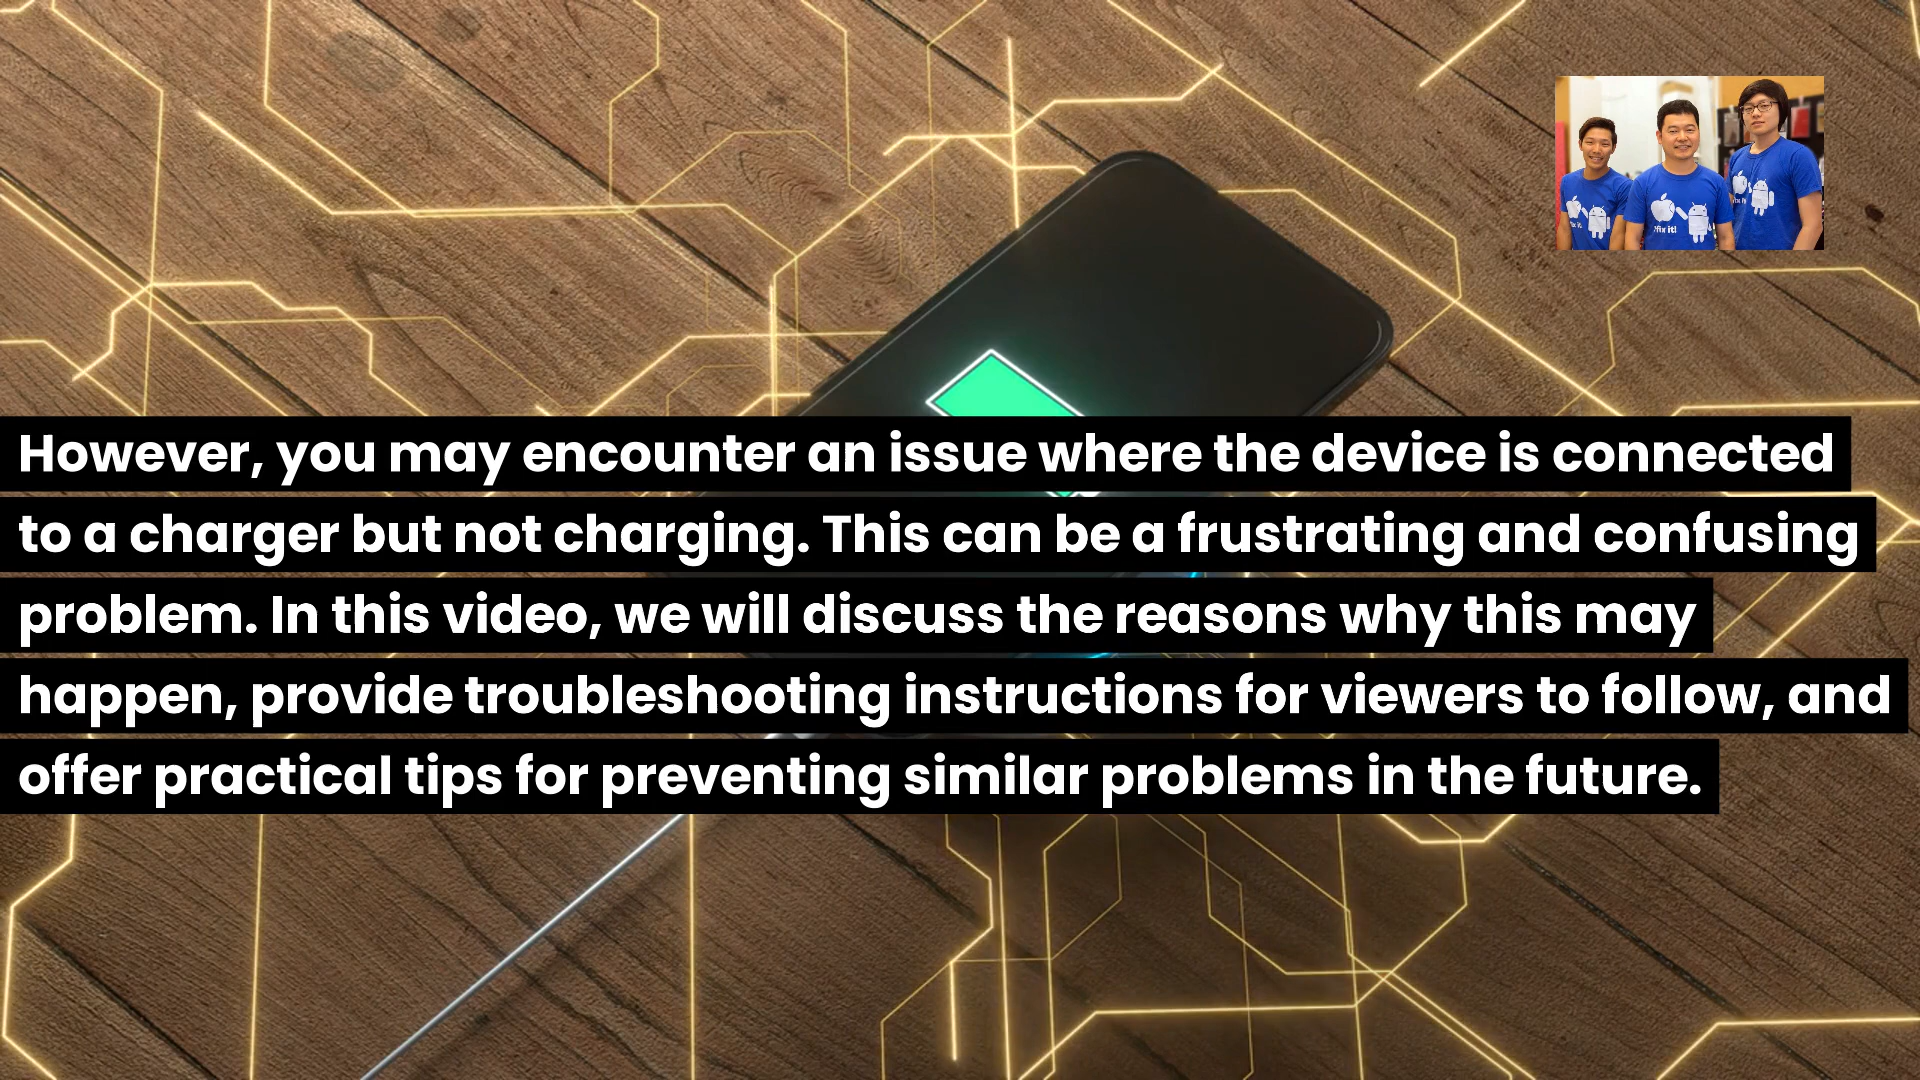 However, you may encounter an issue where the device is connected
to a charger but not charging. This can be a frustrating and confusing
problem. In this video, we will discuss the reasons why this may
happen, provide troubleshooting instructions for viewers to follow, and
offer practical tips for preventing similar problems in the future.
fix it!